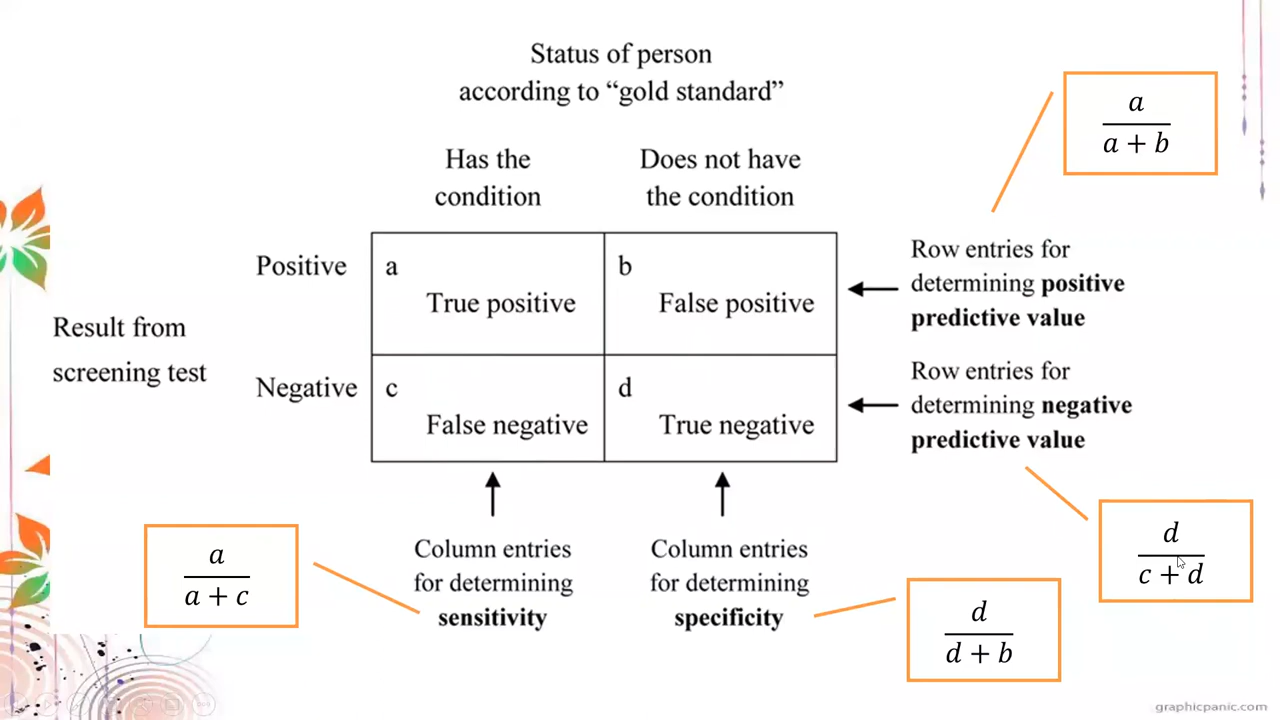 Status of person
according to “gold standard”
Has the
condition
Does not have
the condition
a
a + b
Positive
a
True positive
b
False positive
Row entries for
determining positive
predictive value
Result from
screening test
Negative
c
False negative
d
True negative
Row entries for
determining negative
predictive value
a
a + c
Column entries
for determining
sensitivity
Column entries
for determining
specificity
d
d + b
d
c + d
graphicpanic.com